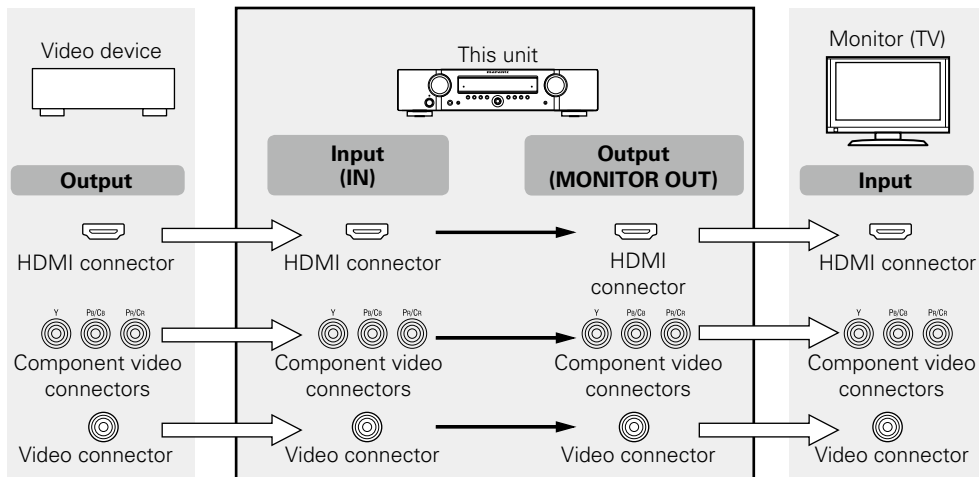 Video device
This unit
Monitor (TV)
Output
Input
(IN)
Output
(MONITOR OUT)
Input
HDMI connector
HDMI connector
HDMI
connector
HDMI connector
Y PB/CB PR/CR
Y PB/CB PR/CR
Y PB/CB PR/CR
Y PB/CB PR/CR
Component video
connectors
Component video
connectors
Component video
connectors
Component video
connectors
Video connector
Video connector
Video connector
Video connector